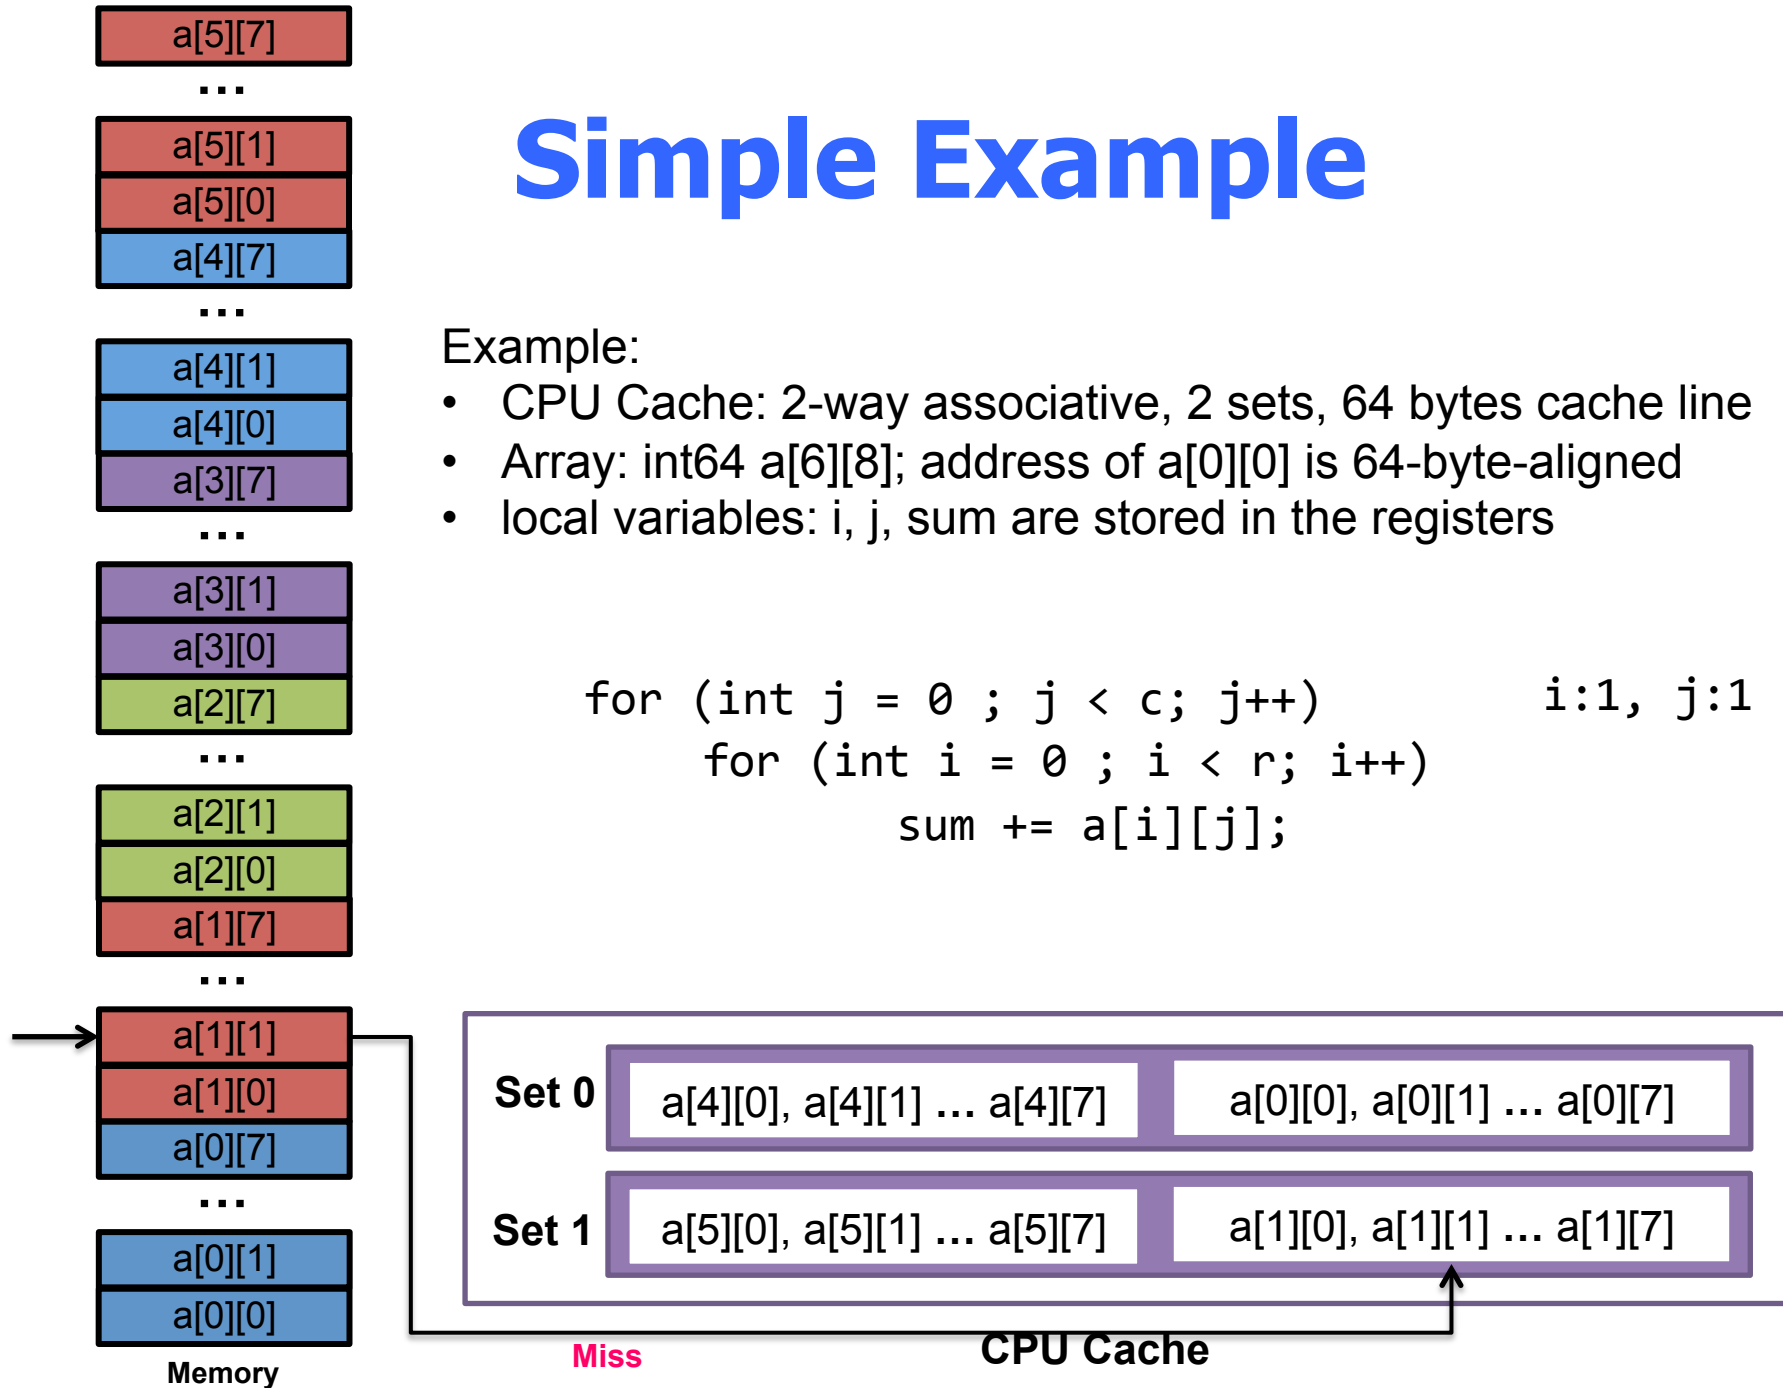 Simple Example
a[5][7]
...
a[5][1]
a[5][0]
a[4][7]
...
a[4][1]
a[4][0]
a[3][7]
...
a[3][1]
a[3][0]
a[2][7]
...
a[2][1]
a[2][0]
a[1][7]
...
a[1][1]
a[1][0]
a[0][7]
...
a[0][1]
a[0][0]
Memory
Example:
• CPU Cache: 2-way associative, 2 sets, 64 bytes cache line
• Array: int64 a[6][8]; address of a[0][0] is 64-byte-aligned
• local variables: i, j, sum are stored in the registers
for (int j = 0 ; j < c; j++)
for (int i = 0 ; i < r; i++)
sum += a[i][j];
i:1, j:1
Set 0
a[4][0], a[4][1] ... a[4][7]
a[0][0], a[0][1] ... a[0][7]
Set 1
a[5][0], a[5][1] ... a[5][7]
a[1][0], a[1][1] ... a[1][7]
Miss
CPU Cache